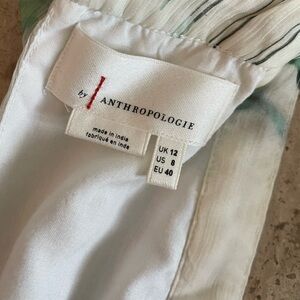 by ANTHROPOLOGIE
made in india
fabriqué en inde
UK 12
US 8
EU 40